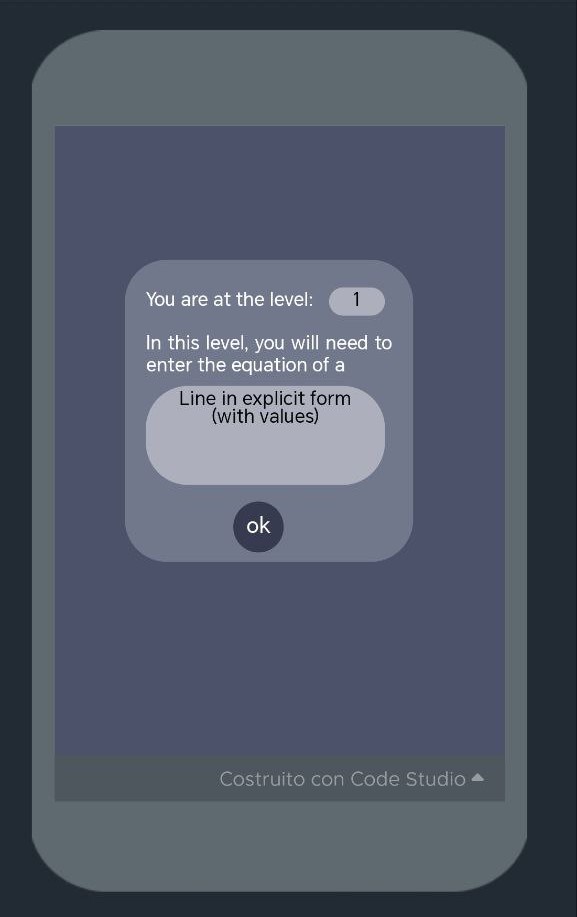 You are at the level: 1
In this level, you will need to
enter the equation of a
Line in explicit form
(with values)
ok
Costruito con Code Studio